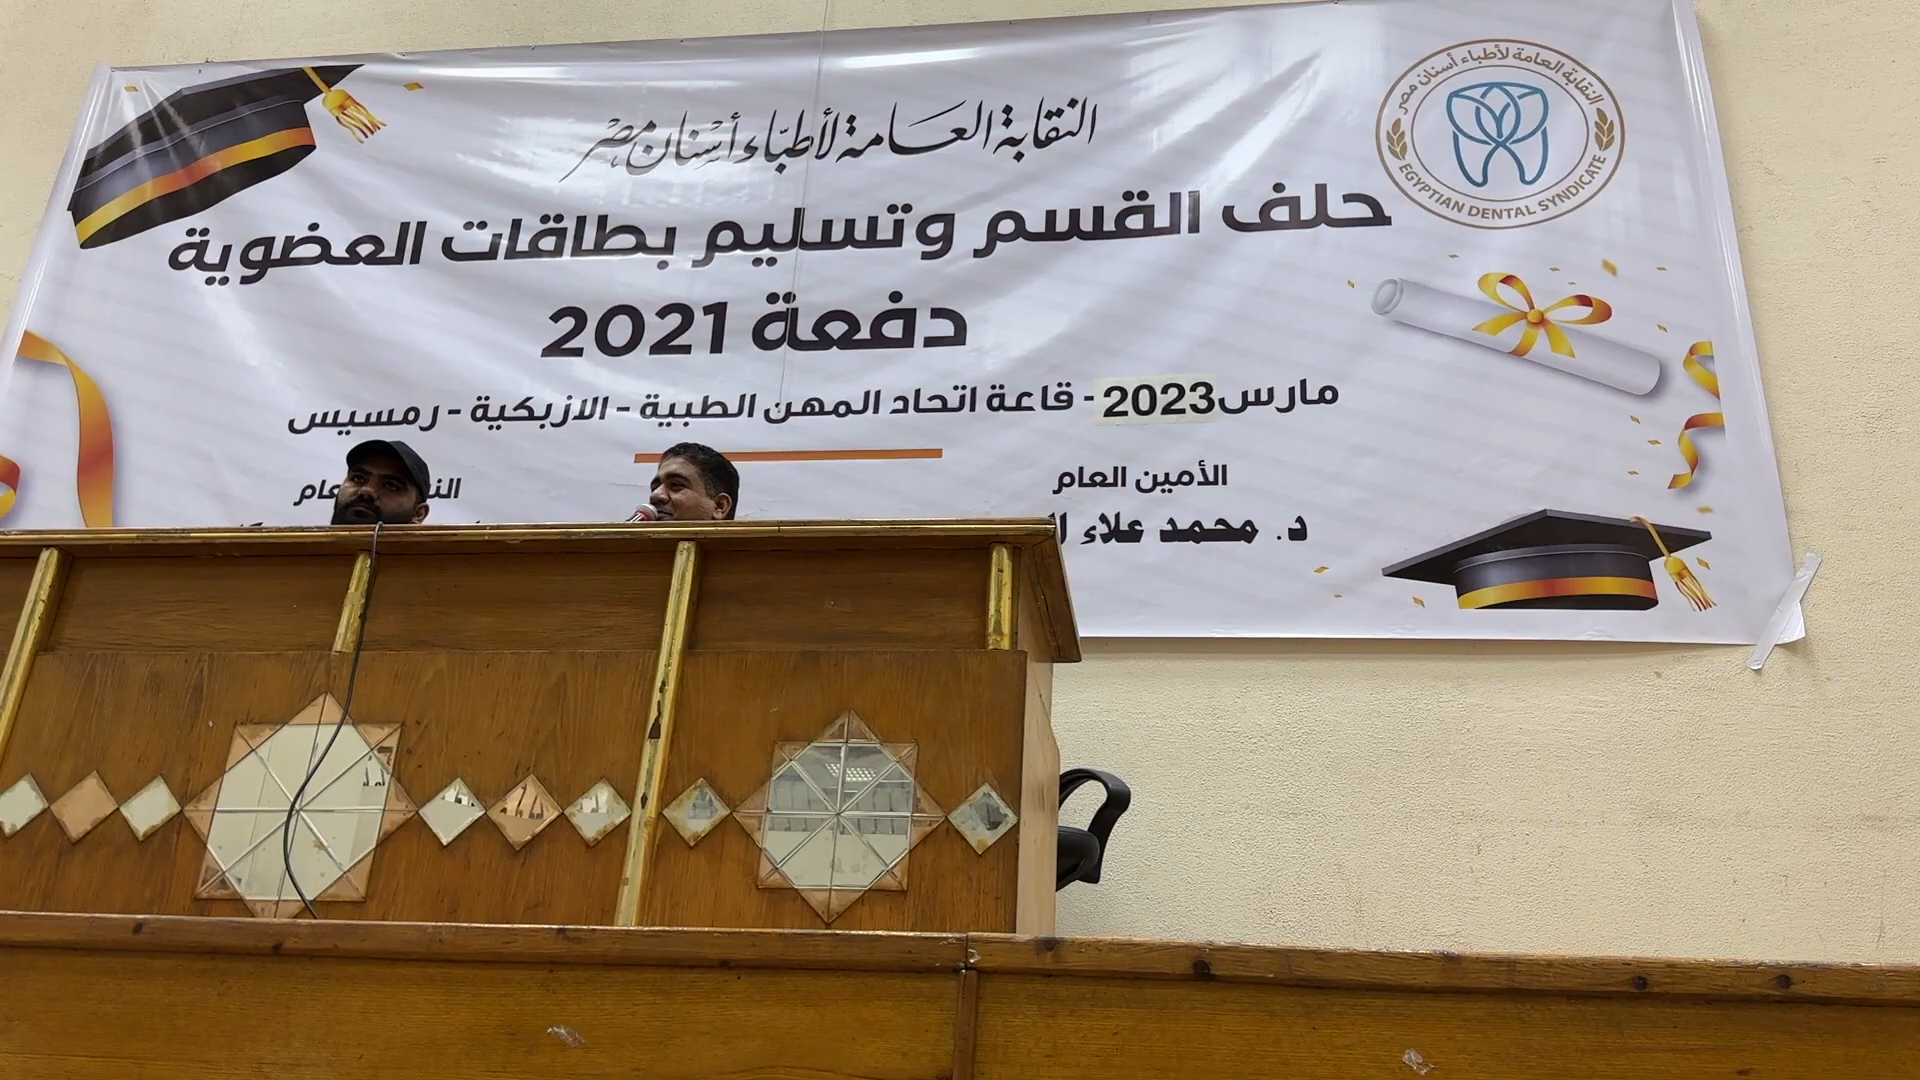 النقابة العامة لأطباء أسنان مصر
EGYPTIAN DENTAL SYNDICATE
النقابة العامة لأطباء أسنان مصر
حلف القسم وتسليم بطاقات العضوية
دفعة 2021
مارس 2023 - قاعة اتحاد المهن الطبية - الازبكية - رمسيس
الأمين العام
د. محمد علاء